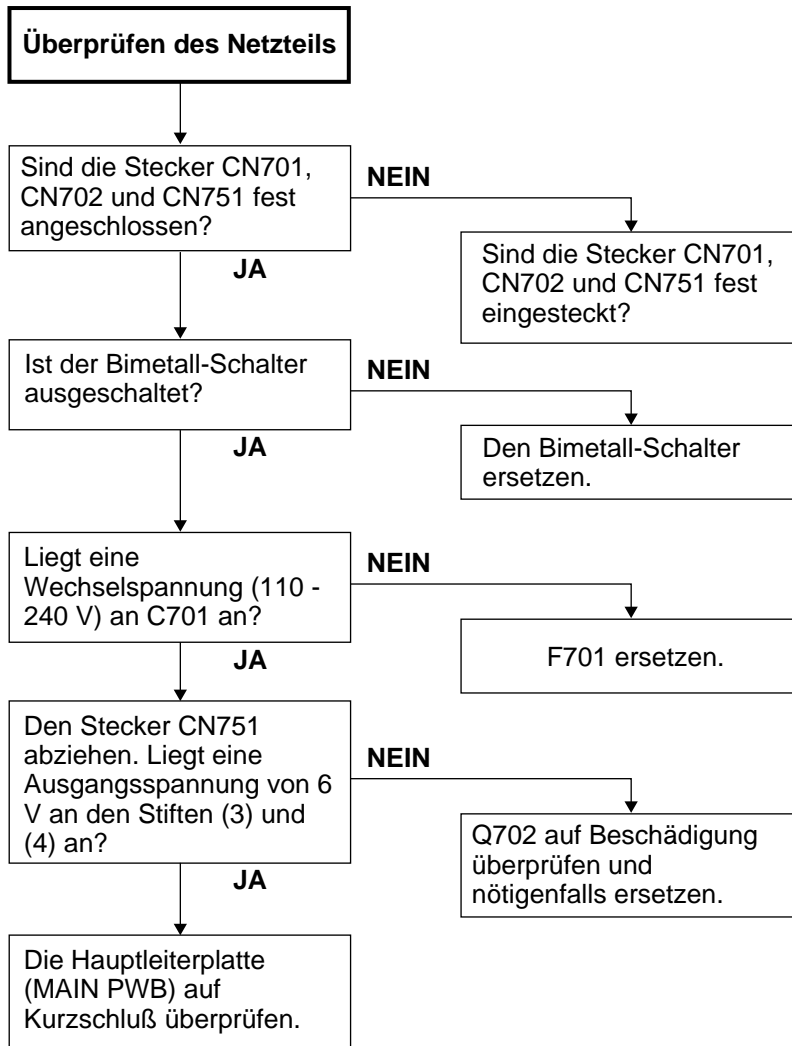 Überprüfen des Netzteils
Sind die Stecker CN701,
CN702 und CN751 fest
angeschlossen?
NEIN
JA
Sind die Stecker CN701,
CN702 und CN751 fest
eingesteckt?
Ist der Bimetall-Schalter
ausgeschaltet?
NEIN
JA
Den Bimetall-Schalter
ersetzen.
Liegt eine
Wechselspannung (110 -
240 V) an C701 an?
NEIN
JA
F701 ersetzen.
Den Stecker CN751
abziehen. Liegt eine
Ausgangsspannung von 6
V an den Stiften (3) und
(4) an?
NEIN
JA
Q702 auf Beschädigung
überprüfen und
nötigenfalls ersetzen.
Die Hauptleiterplatte
(MAIN PWB) auf
Kurzschluß überprüfen.